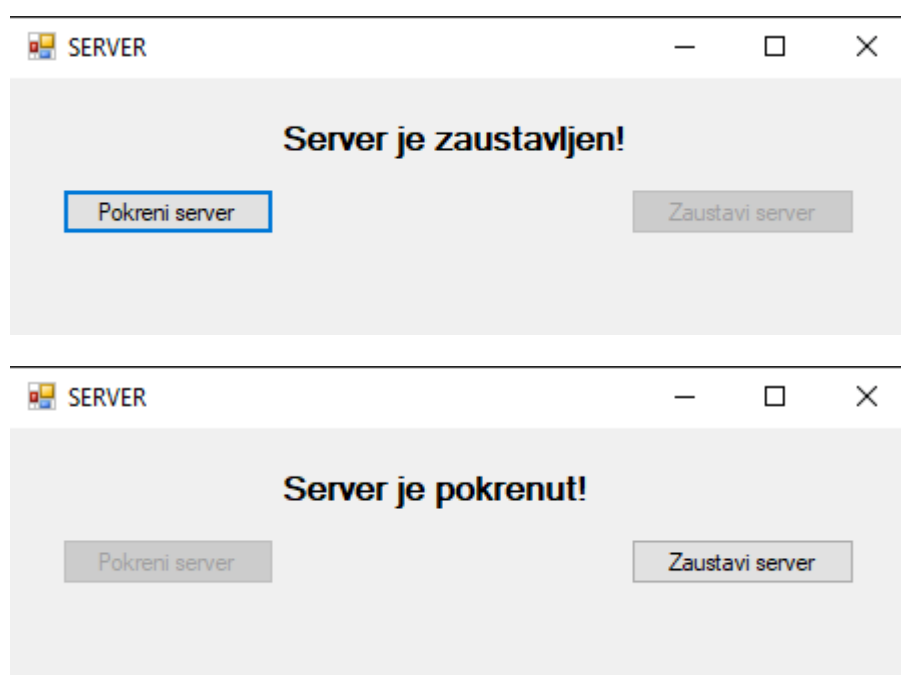 SERVER
Server je zaustavljen!
Pokreni server Zaustavi server
SERVER
Server je pokrenut!
Pokreni server Zaustavi server